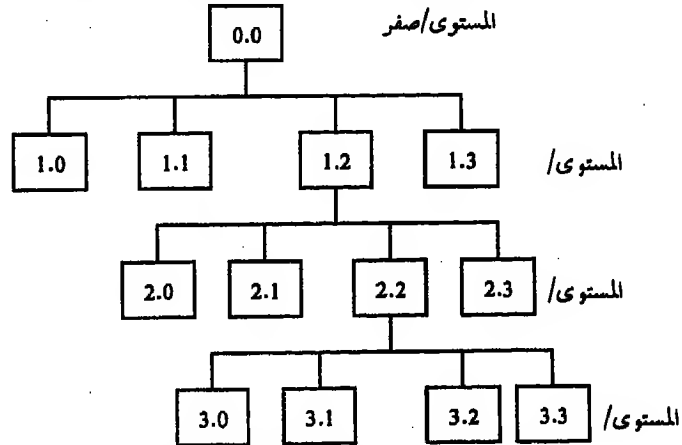 المستوى/صفر
0.0
1.0 1.1 1.2 1.3 المستوى/
2.0 2.1 2.2 2.3 المستوى/
3.0 3.1 3.2 3.3 المستوى/